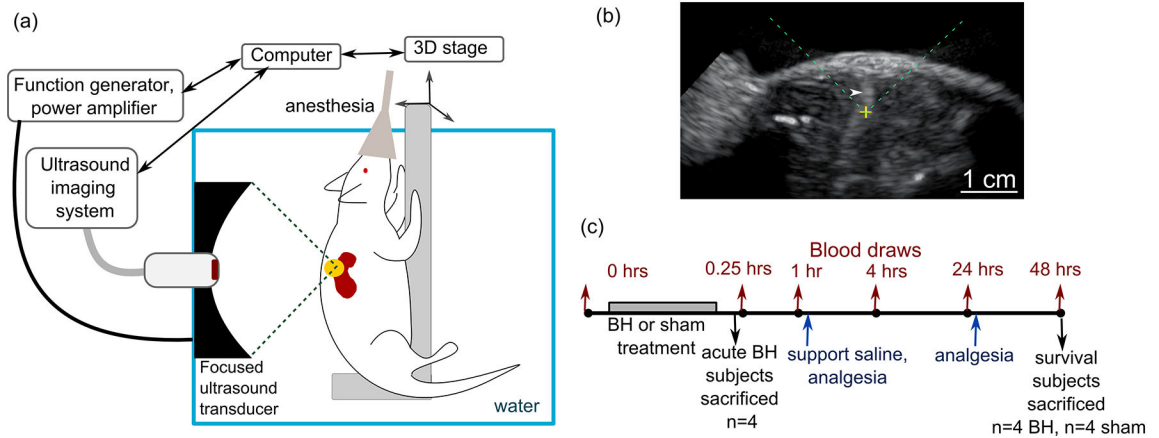 (a)
Computer
3D stage
Function generator,
power amplifier
anesthesia
Ultrasound
imaging
system
Focused
ultrasound
transducer
water
(b)
1 cm
(c)
Blood draws
0 hrs
0.25 hrs
1 hr
4 hrs
24 hrs
48 hrs
BH or sham
treatment
acute BH
subjects
sacrificed
n=4
support saline,
analgesia
analgesia
survival
subjects
sacrificed
n=4 BH, n=4 sham